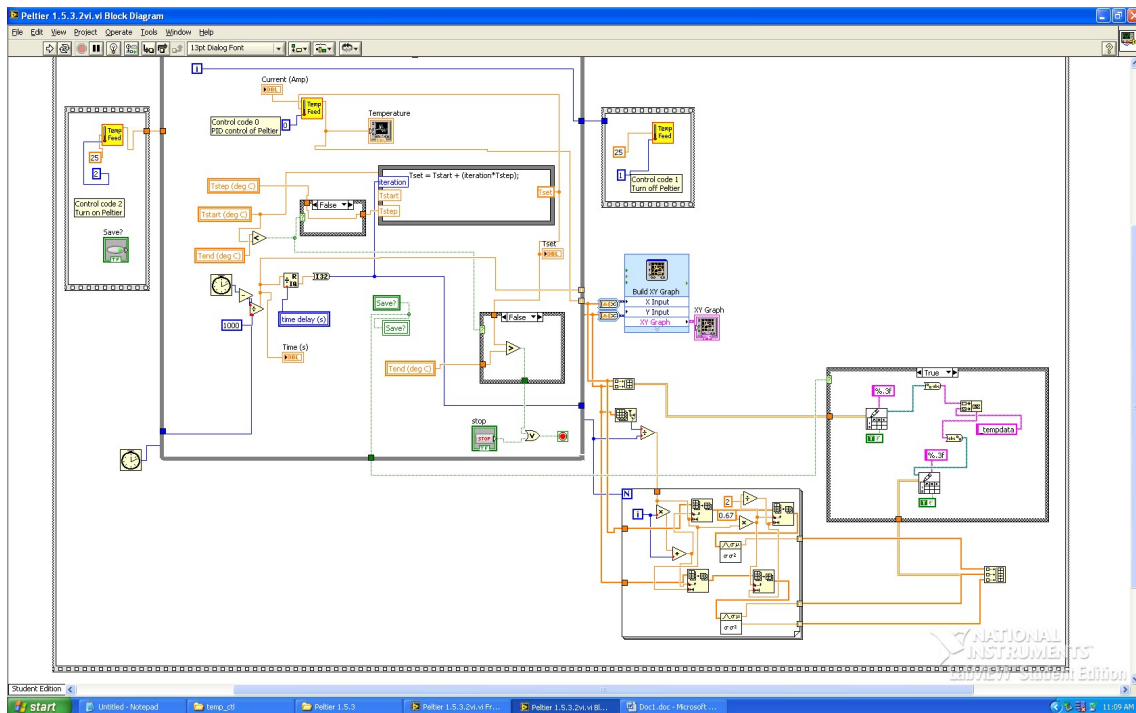 Peltier 1.5.3.2vi.vi Block Diagram
File Edit View Project Operate Tools Window Help
13pt Dialog Font
i
Current (Amp)
DBL
Temp Feed
Control code 0
PID control of Peltier
0
Temperature
Temp Feed
25
2
Control code 2
Turn on Peltier
Save?
TF
Temp Feed
25
1
Control code 1
Turn off Peltier
Tset = Tstart + (iteration*Tstep);
iteration
Tstart
Tstep
Tset
Tstep (deg C)
False
Tstart (deg C)
Tend (deg C)
Tset
DBL
R
IQ
I32
1000
time delay (s)
Time (s)
DBL
Save?
Save?
False
Tend (deg C)
stop
STOP
TF
Build XY Graph
X Input
Y Input
XY Graph
XY Graph
True
%.3f
_tempdata
%.3f
N
i
2
0.67
NATIONAL
INSTRUMENTS
LabVIEW Student Edition
Student Edition
start
Untitled - Notepad
temp_ctl
Peltier 1.5.3
Peltier 1.5.3.2vi.vi Fr...
Peltier 1.5.3.2vi.vi Bl...
Doc1.doc - Microsoft ...
11:09 AM